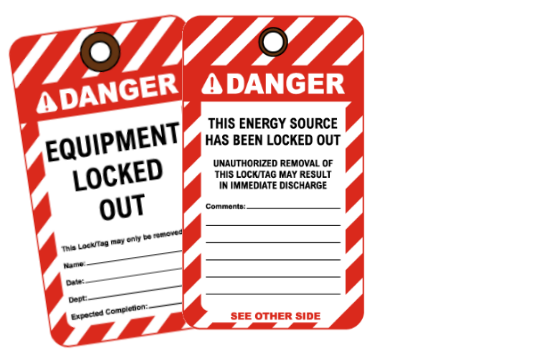 DANGER
EQUIPMENT
LOCKED
OUT
This Lock/Tag may only be removed
Name:
Date:
Dept:
Expected Completion:
DANGER
THIS ENERGY SOURCE
HAS BEEN LOCKED OUT
UNAUTHORIZED REMOVAL OF
THIS LOCK/TAG MAY RESULT
IN IMMEDIATE DISCHARGE
Comments:
SEE OTHER SIDE